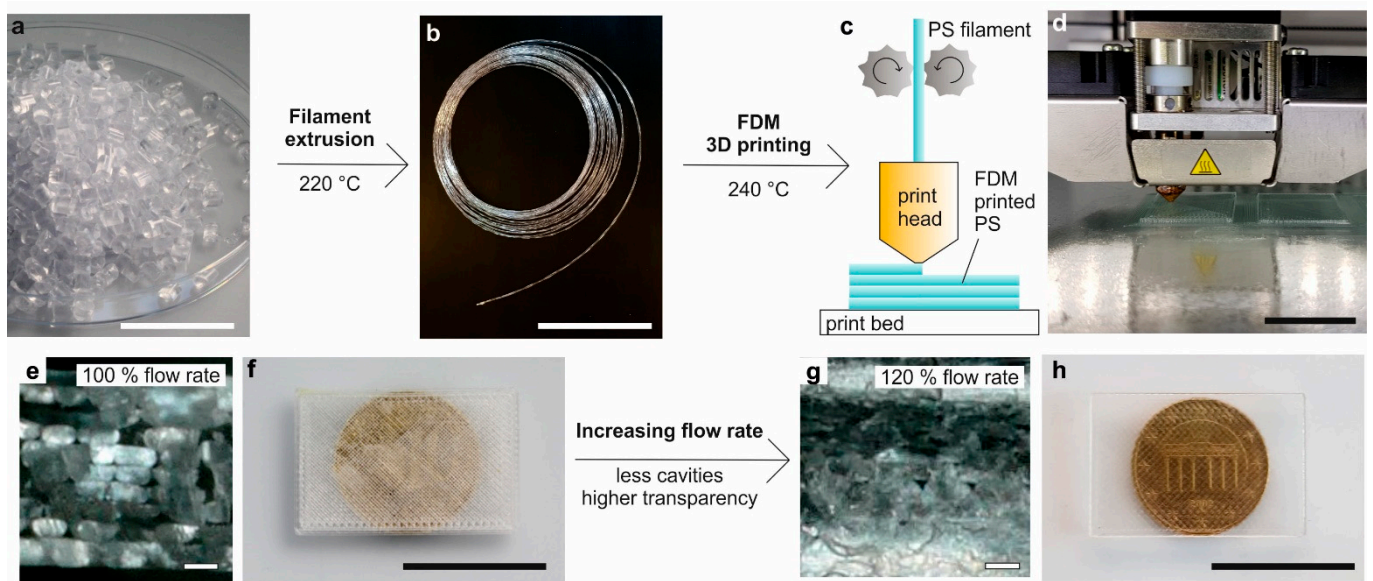 a
b
c
d
Filament
extrusion
220 °C
FDM
3D printing
240 °C
PS filament
print
head
FDM
printed
PS
print bed
e
100 % flow rate
f
Increasing flow rate
less cavities
higher transparency
g
120 % flow rate
h